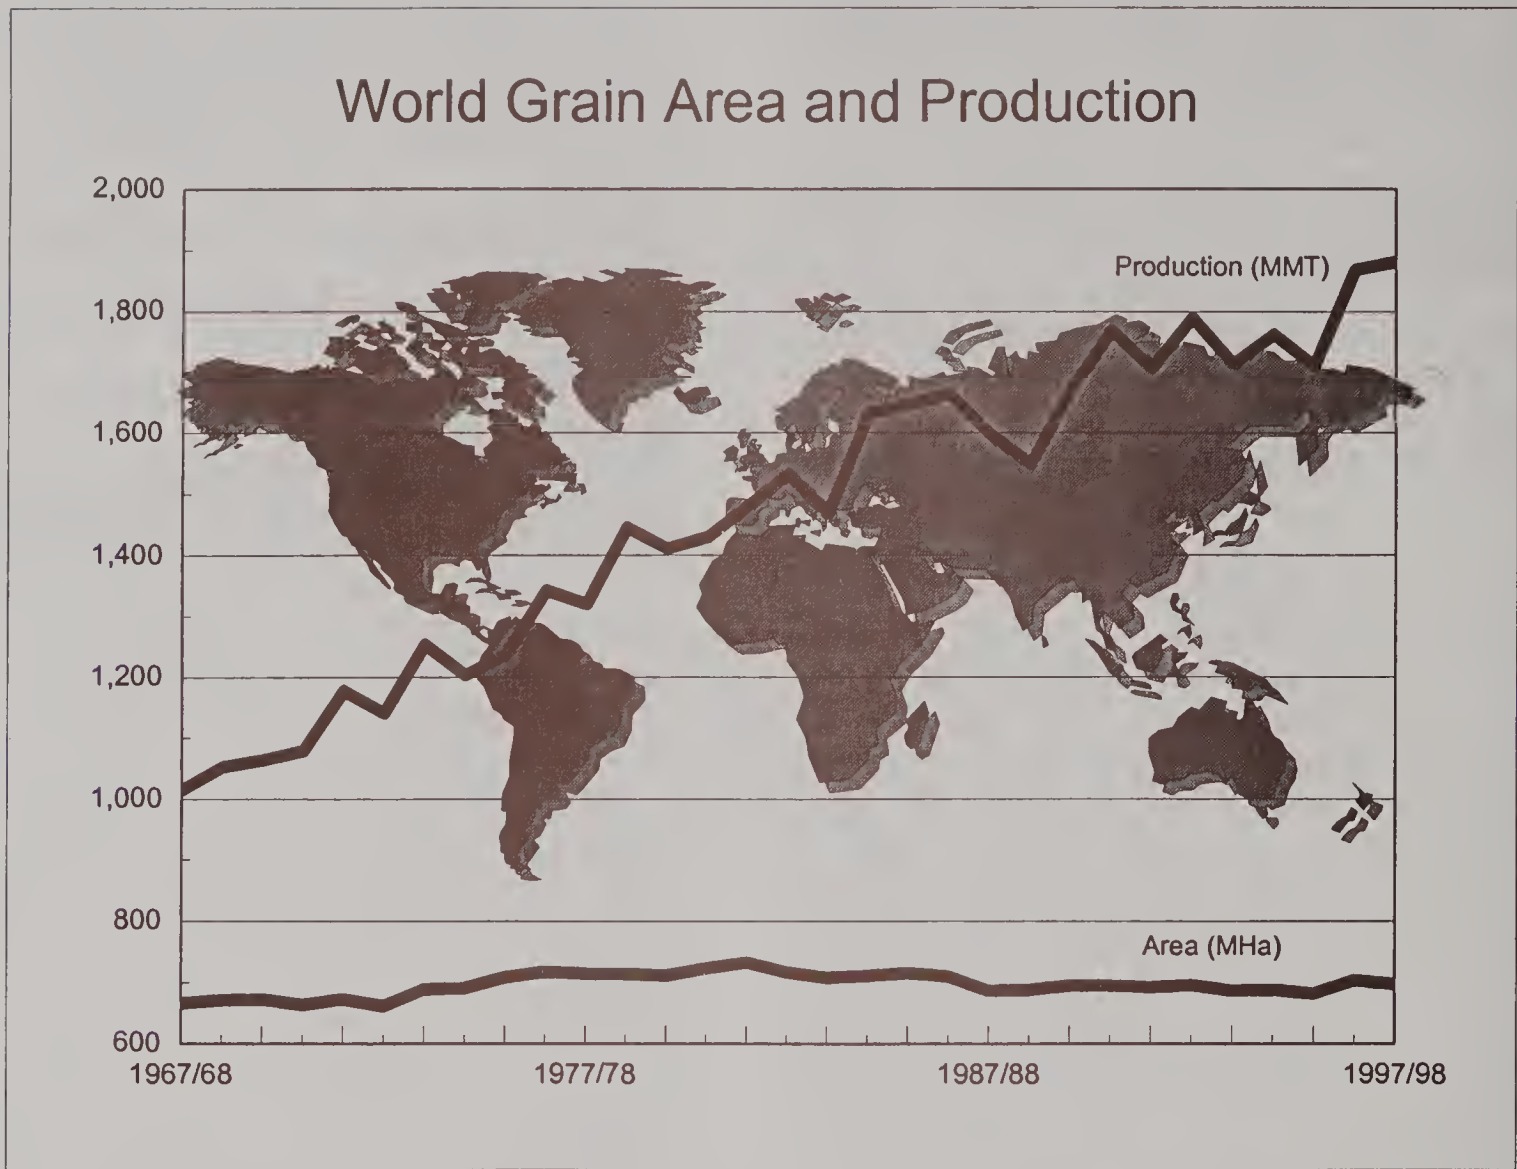 World Grain Area and Production
2,000
Production (MMT)
1,800
1,600
1,400
1,200
1,000
800
Area (MHa)
600
1967/68 1977/78 1987/88 1997/98